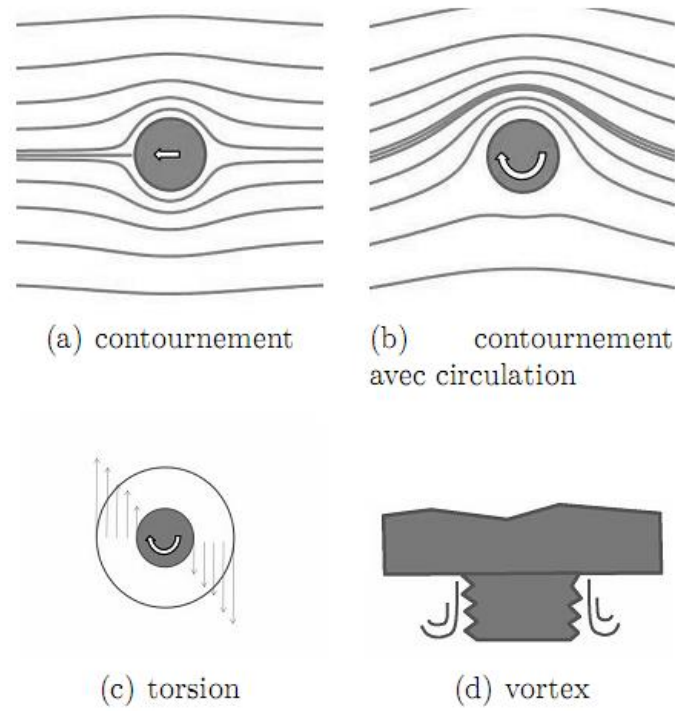 (a) contournement
(b) contournement
avec circulation
(c) torsion
(d) vortex